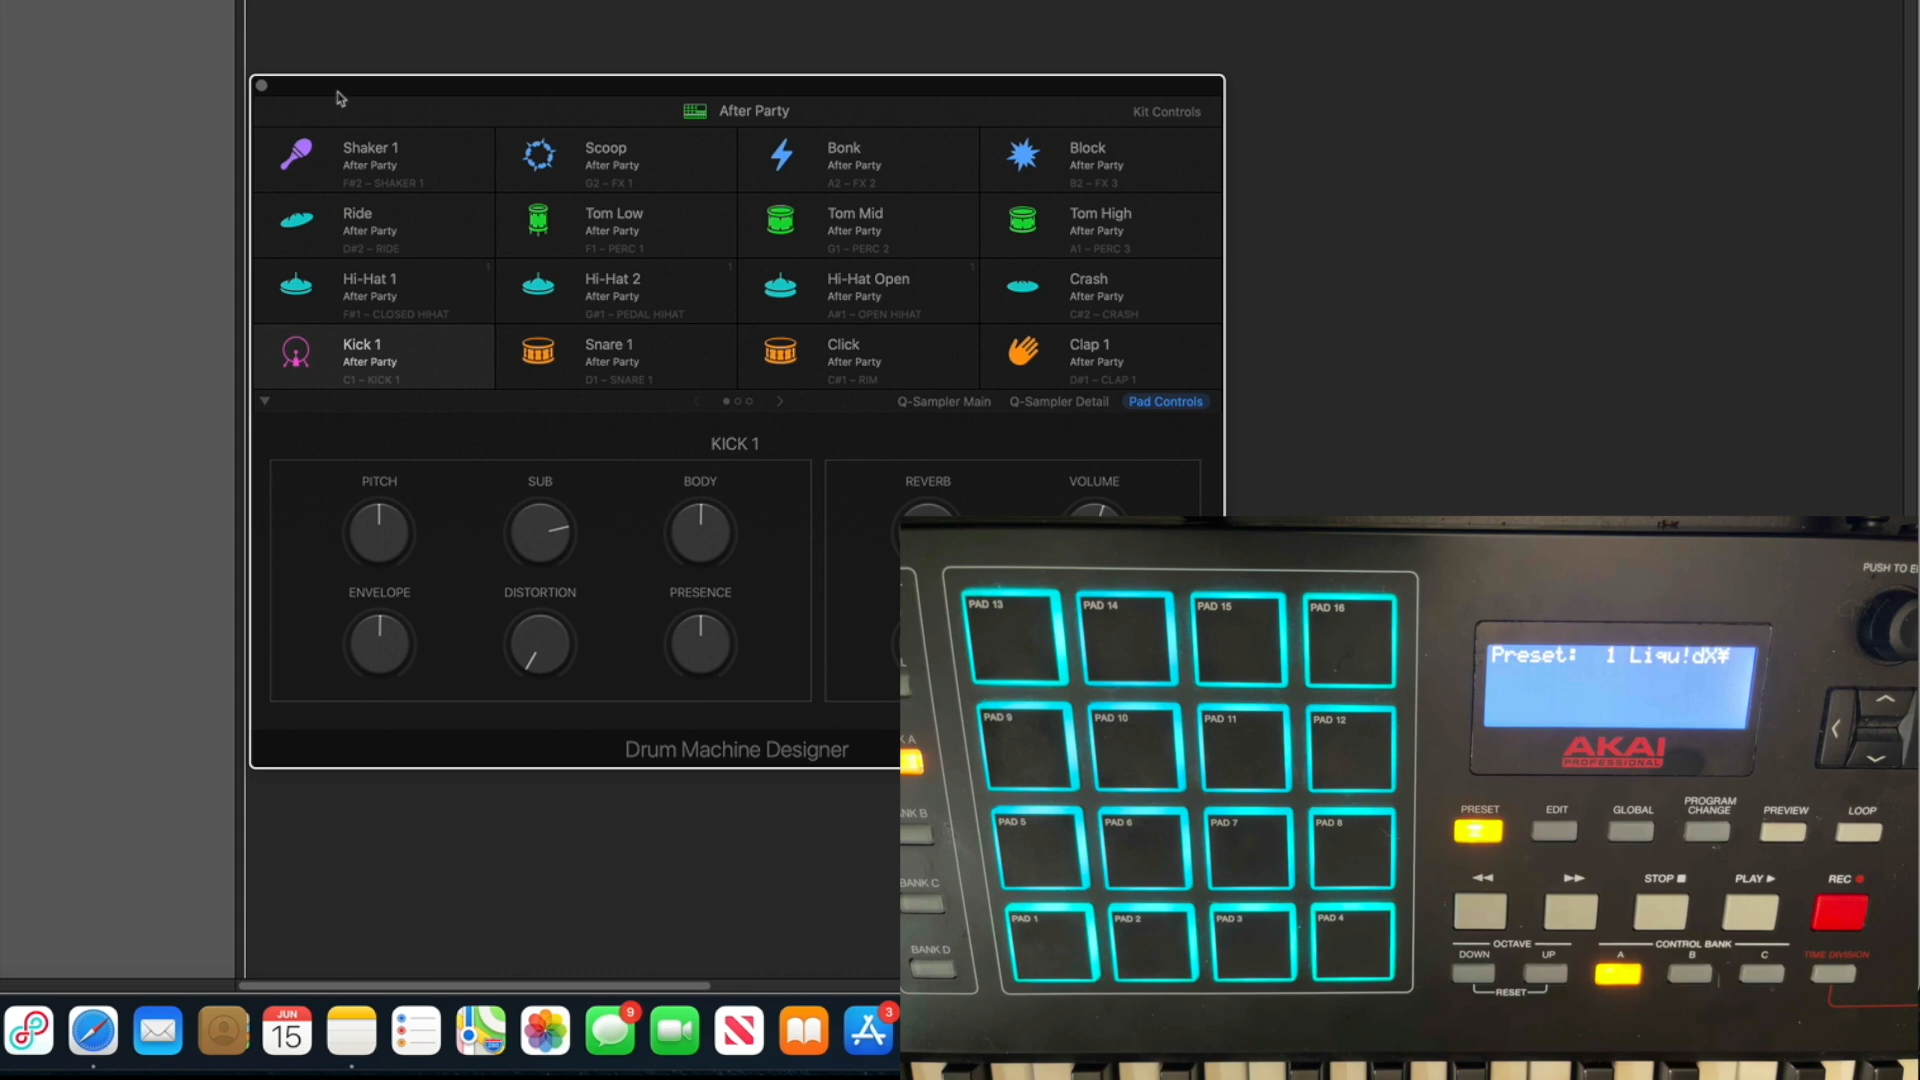 After Party
Kit Controls
Shaker 1
After Party
F#2 – SHAKER 1
Scoop
After Party
G2 – FX 1
Bonk
After Party
A2 – FX 2
Block
After Party
B2 – FX 3
Ride
After Party
D#2 – RIDE
Tom Low
After Party
F1 – PERC 1
Tom Mid
After Party
G1 – PERC 2
Tom High
After Party
A1 – PERC 3
Hi-Hat 1
1
After Party
F#1 – CLOSED HIHAT
Hi-Hat 2
1
After Party
G#1 – PEDAL HIHAT
Hi-Hat Open
1
After Party
A#1 – OPEN HIHAT
Crash
After Party
C#2 – CRASH
Kick 1
After Party
C1 – KICK 1
Snare 1
After Party
D1 – SNARE 1
Click
After Party
C#1 – RIM
Clap 1
After Party
D#1 – CLAP 1
Q-Sampler Main
Q-Sampler Detail
Pad Controls
KICK 1
PITCH
SUB
BODY
REVERB
VOLUME
ENVELOPE
DISTORTION
PRESENCE
Drum Machine Designer
PUSH TO E
PAD 13
PAD 14
PAD 15
PAD 16
PAD 9
PAD 10
PAD 11
PAD 12
PAD 5
PAD 6
PAD 7
PAD 8
PAD 1
PAD 2
PAD 3
PAD 4
K A
NK B
BANK C
BANK D
Preset: 1 Liqu!dX¥
AKAI
PROFESSIONAL
PRESET
EDIT
GLOBAL
PROGRAM
CHANGE
PREVIEW
LOOP
◀◀
▶▶
STOP ■
PLAY ▶
REC ●
OCTAVE
DOWN
UP
RESET
CONTROL BANK
A
B
C
TIME DIVISION
JUN
15
9
3
280